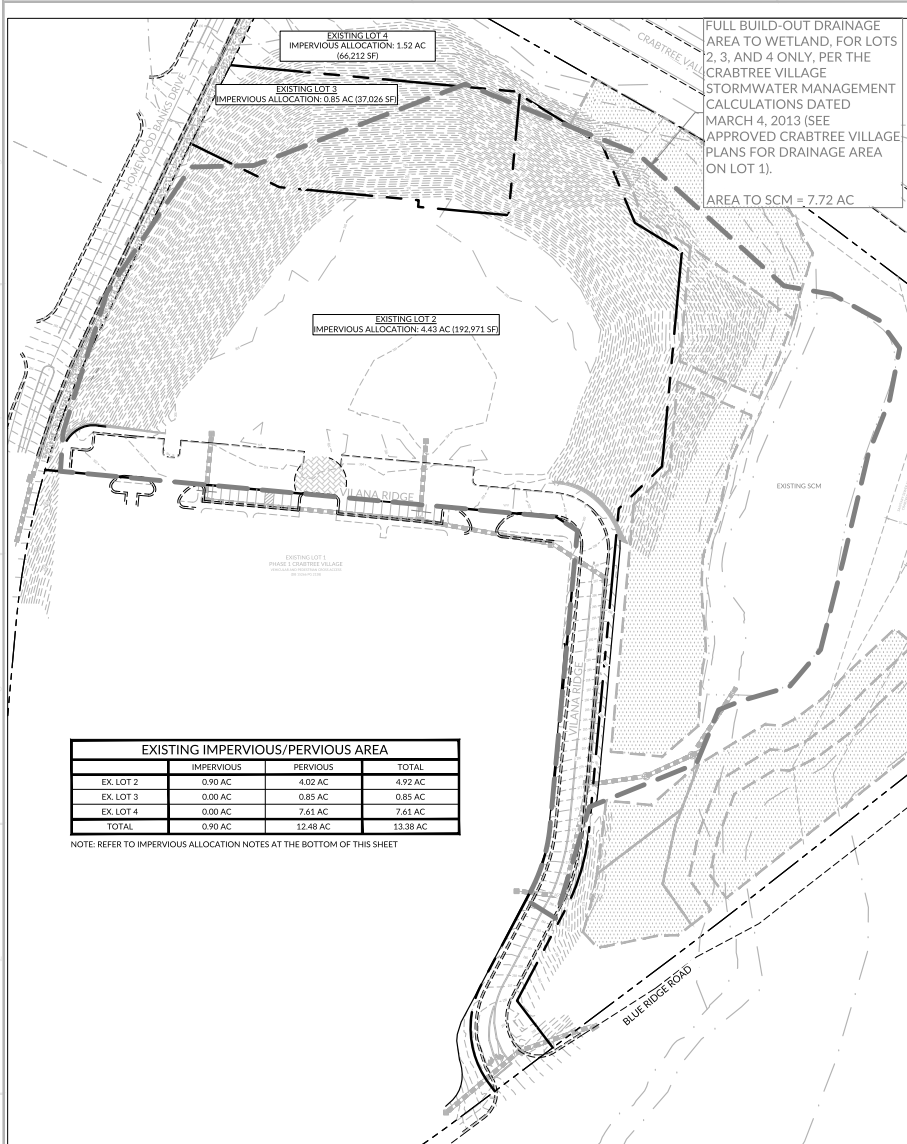 EXISTING LOT 4
IMPERVIOUS ALLOCATION: 1.52 AC
(66,212 SF)
EXISTING LOT 3
IMPERVIOUS ALLOCATION: 0.85 AC (37,026 SF)
HOMEWOOD BANKS DRIVE
CRABTREE VALL
FULL BUILD-OUT DRAINAGE
AREA TO WETLAND, FOR LOTS
2, 3, AND 4 ONLY, PER THE
CRABTREE VILLAGE
STORMWATER MANAGEMENT
CALCULATIONS DATED
MARCH 4, 2013 (SEE
APPROVED CRABTREE VILLAGE
PLANS FOR DRAINAGE AREA
ON LOT 1).
AREA TO SCM = 7.72 AC
EXISTING LOT 2
IMPERVIOUS ALLOCATION: 4.43 AC (192,971 SF)
EXISTING SCM
VILANA RIDGE
EXISTING LOT 1
PHASE 1 CRABTREE VILLAGE
VILANA RIDGE
EXISTING IMPERVIOUS/PERVIOUS AREA
IMPERVIOUS PERVIOUS TOTAL
EX. LOT 2 0.90 AC 4.02 AC 4.92 AC
EX. LOT 3 0.00 AC 0.85 AC 0.85 AC
EX. LOT 4 0.00 AC 7.61 AC 7.61 AC
TOTAL 0.90 AC 12.48 AC 13.38 AC
NOTE: REFER TO IMPERVIOUS ALLOCATION NOTES AT THE BOTTOM OF THIS SHEET
BLUE RIDGE ROAD